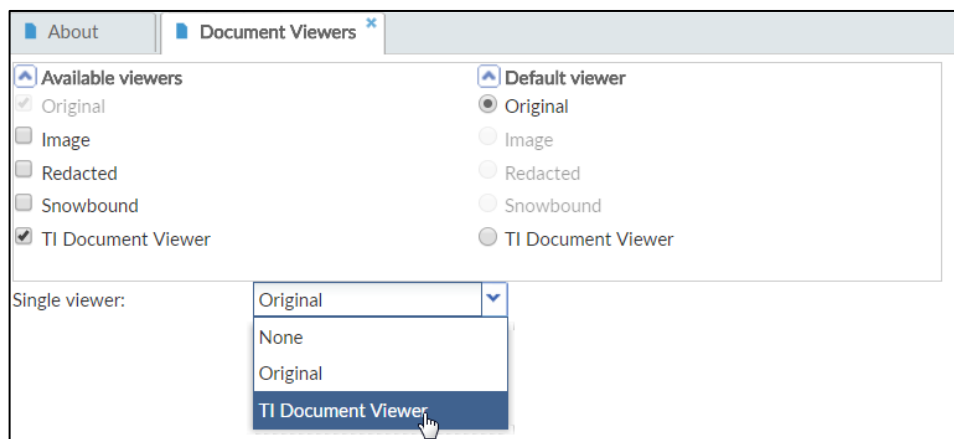 About
Document Viewers
Available viewers
Original
Image
Redacted
Snowbound
TI Document Viewer
Default viewer
Original
Image
Redacted
Snowbound
TI Document Viewer
Single viewer:
Original
None
Original
TI Document Viewer